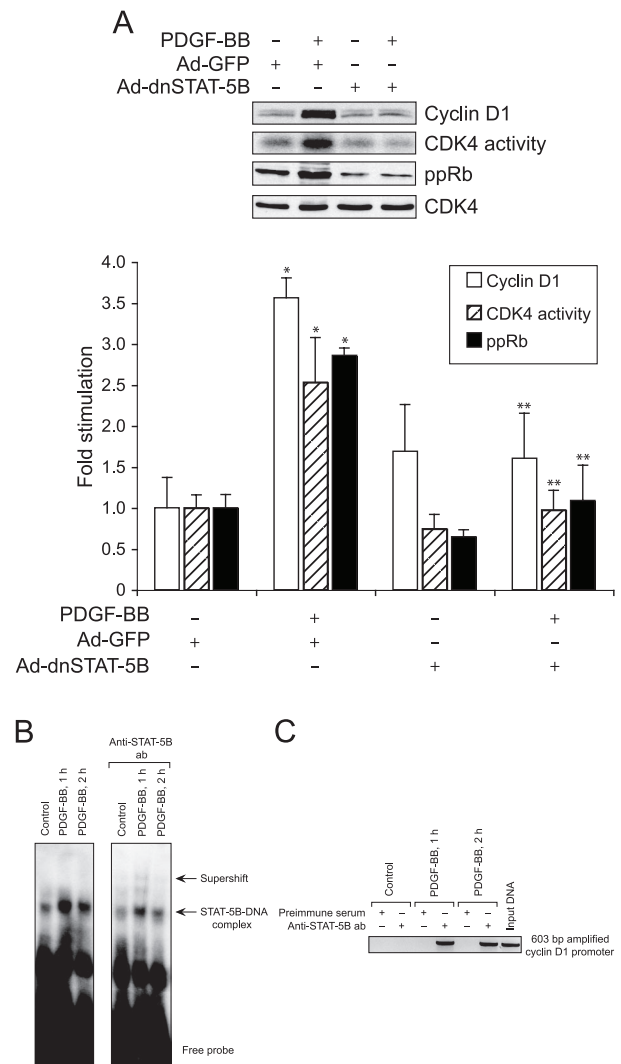 A
PDGF-BB – + – +
Ad-GFP + + – –
Ad-dnSTAT-5B – – + +
Cyclin D1
CDK4 activity
ppRb
CDK4
4.0
3.5
3.0
2.5
2.0
1.5
1.0
0.5
0
Fold stimulation
* * *
** ** **
Cyclin D1
CDK4 activity
ppRb
PDGF-BB – + – +
Ad-GFP + + – –
Ad-dnSTAT-5B – – + +
B
Anti-STAT-5B
ab
Control
PDGF-BB, 1 h
PDGF-BB, 2 h
Control
PDGF-BB, 1 h
PDGF-BB, 2 h
Supershift
STAT-5B-DNA
complex
Free probe
C
Control
PDGF-BB, 1 h
PDGF-BB, 2 h
Input DNA
Preimmune serum + – + – + –
Anti-STAT-5B ab – + – + – +
603 bp amplified
cyclin D1 promoter